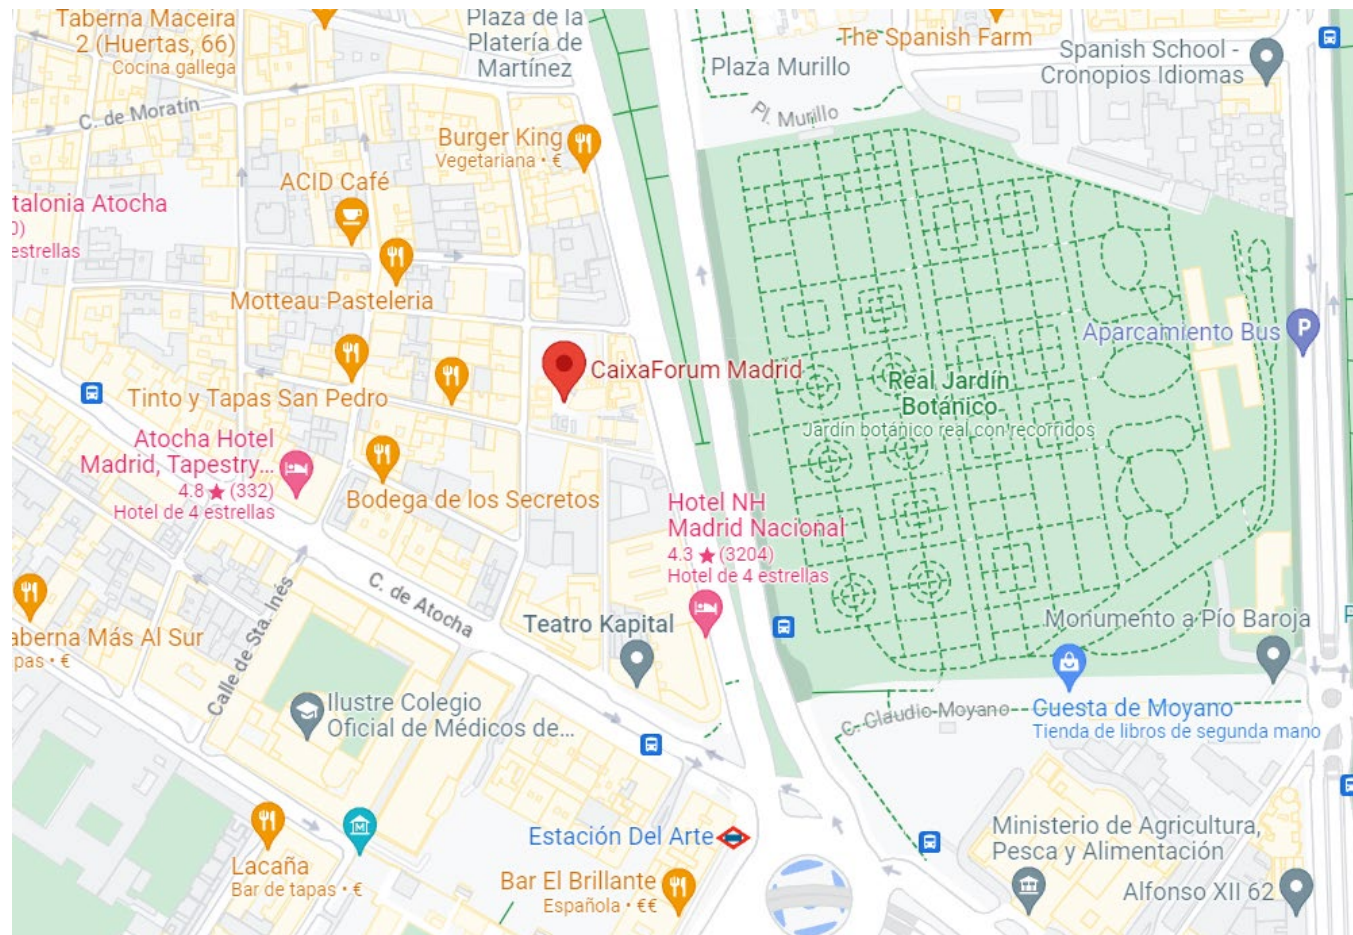 Taberna Maceira
2 (Huertas, 66)
Cocina gallega
Plaza de la
Platería de
Martínez
The Spanish Farm
Plaza Murillo
Spanish School -
Cronopios Idiomas
C. de Moratín
Pl. Murillo
Burger King
Vegetariana • €
ACID Café
talonia Atocha
0)
estrellas
Motteau Pasteleria
Aparcamiento Bus
P
CaixaForum Madrid
Real Jardín
Botánico
Jardín botánico real con recorridos
Tinto y Tapas San Pedro
Atocha Hotel
Madrid, Tapestry...
4.8 ★ (332)
Hotel de 4 estrellas
Bodega de los Secretos
Hotel NH
Madrid Nacional
4.3 ★ (3204)
Hotel de 4 estrellas
C. de Atocha
Calle de Sta. Inés
Teatro Kapital
Monumento a Pío Baroja
P
aberna Más Al Sur
pas • €
Ilustre Colegio
Oficial de Médicos de...
C. Claudio Moyano
Cuesta de Moyano
Tienda de libros de segunda mano
Estación Del Arte
Ministerio de Agricultura,
Pesca y Alimentación
Lacaña
Bar de tapas • €
Bar El Brillante
Española • €€
Alfonso XII 62